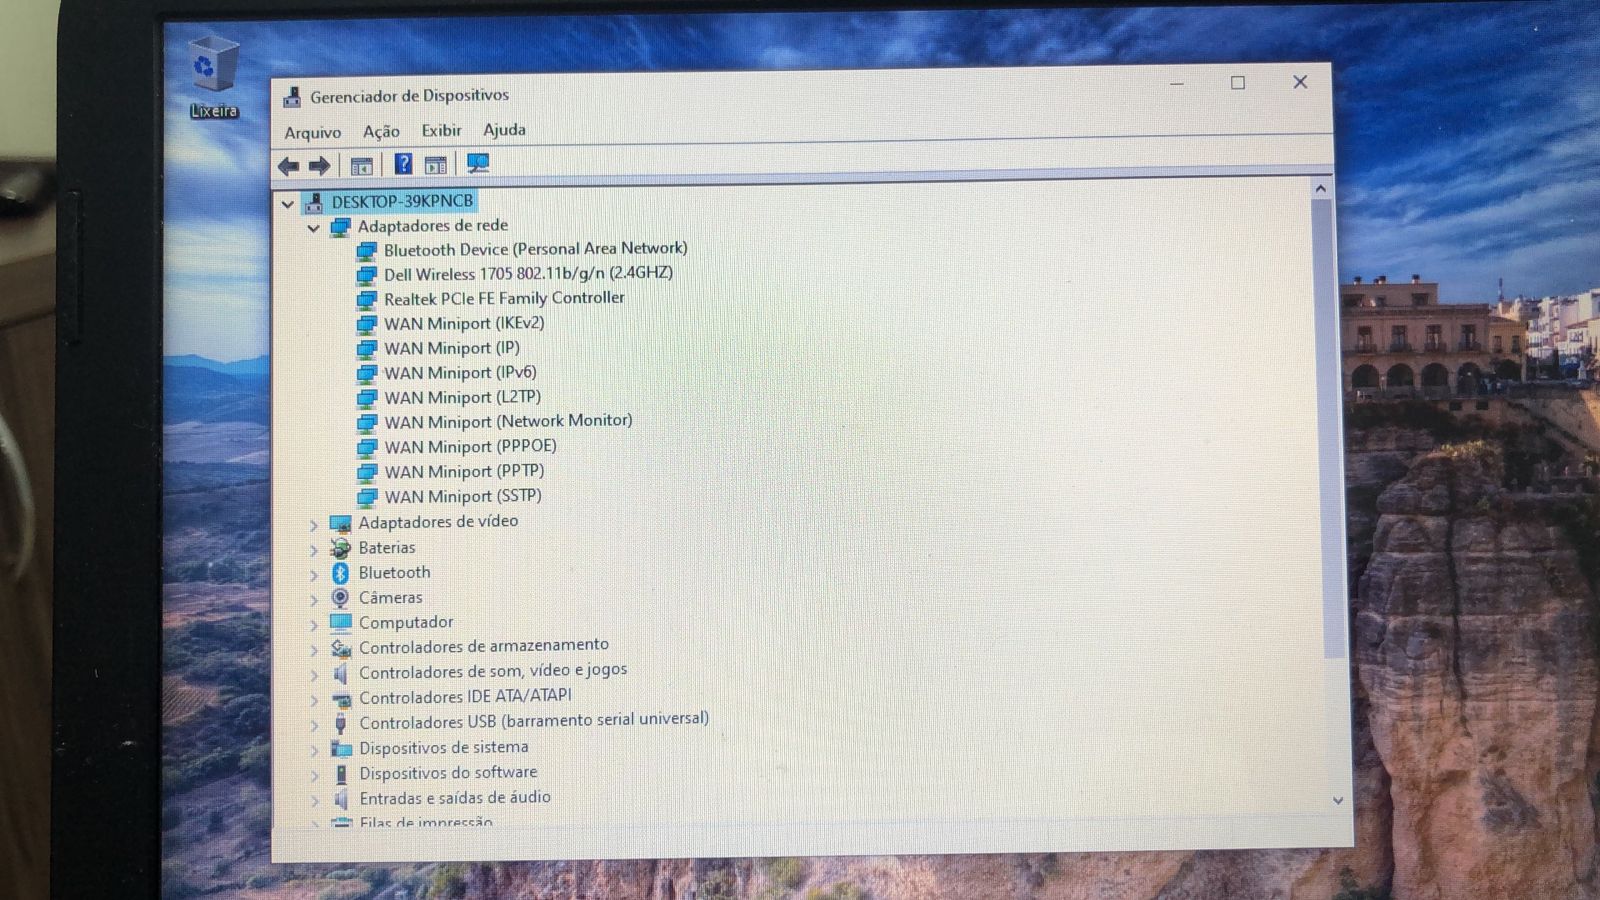 Lixeira
Gerenciador de Dispositivos
Arquivo Ação Exibir Ajuda
DESKTOP-39KPNCB
Adaptadores de rede
Bluetooth Device (Personal Area Network)
Dell Wireless 1705 802.11b/g/n (2.4GHZ)
Realtek PCIe FE Family Controller
WAN Miniport (IKEv2)
WAN Miniport (IP)
WAN Miniport (IPv6)
WAN Miniport (L2TP)
WAN Miniport (Network Monitor)
WAN Miniport (PPPOE)
WAN Miniport (PPTP)
WAN Miniport (SSTP)
Adaptadores de vídeo
Baterias
Bluetooth
Câmeras
Computador
Controladores de armazenamento
Controladores de som, vídeo e jogos
Controladores IDE ATA/ATAPI
Controladores USB (barramento serial universal)
Dispositivos de sistema
Dispositivos do software
Entradas e saídas de áudio
Filas de impressão